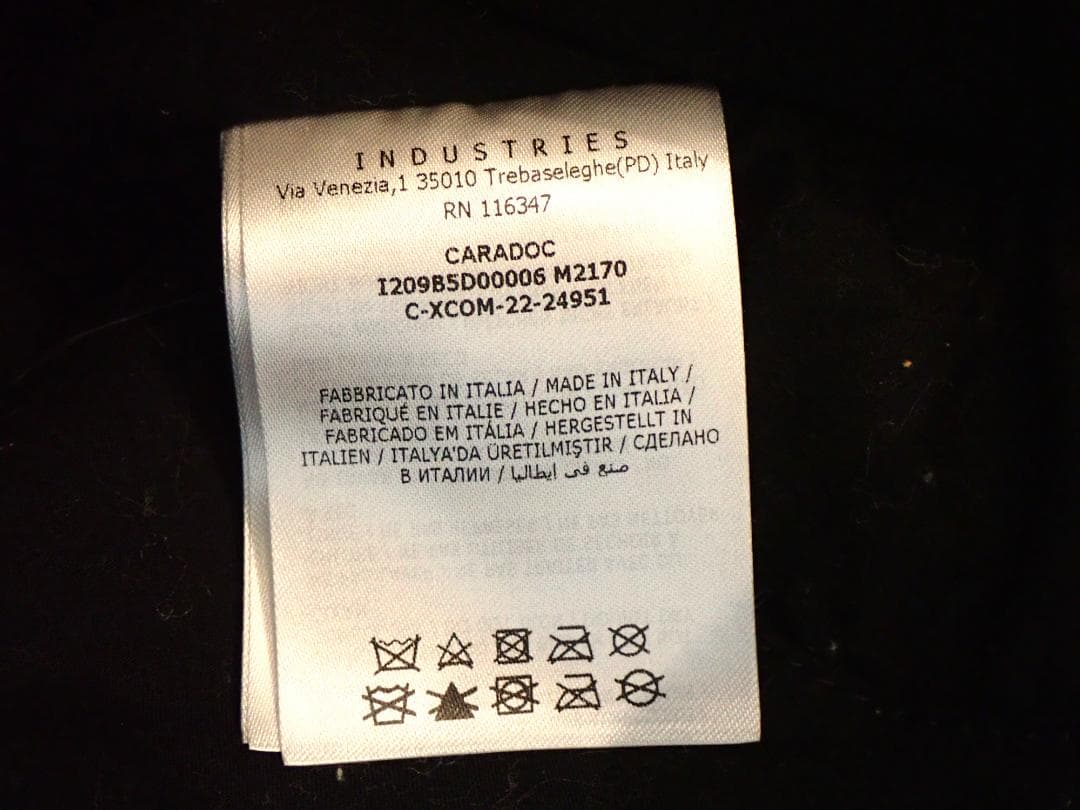 INDUSTRIES
Via Venezia,1 35010 Trebaseleghe(PD) Italy
RN 116347
CARADOC
I209B5D00006 M2170
C-XCOM-22-24951
FABBRICATO IN ITALIA / MADE IN ITALY /
FABRIQUÉ EN ITALIE / HECHO EN ITALIA /
FABRICADO EM ITÁLIA / HERGESTELLT IN
ITALIEN / ITALYA'DA ÜRETILMIŞTIR / СДЕЛАНО
В ИТАЛИИ / صنع فى ايطاليا